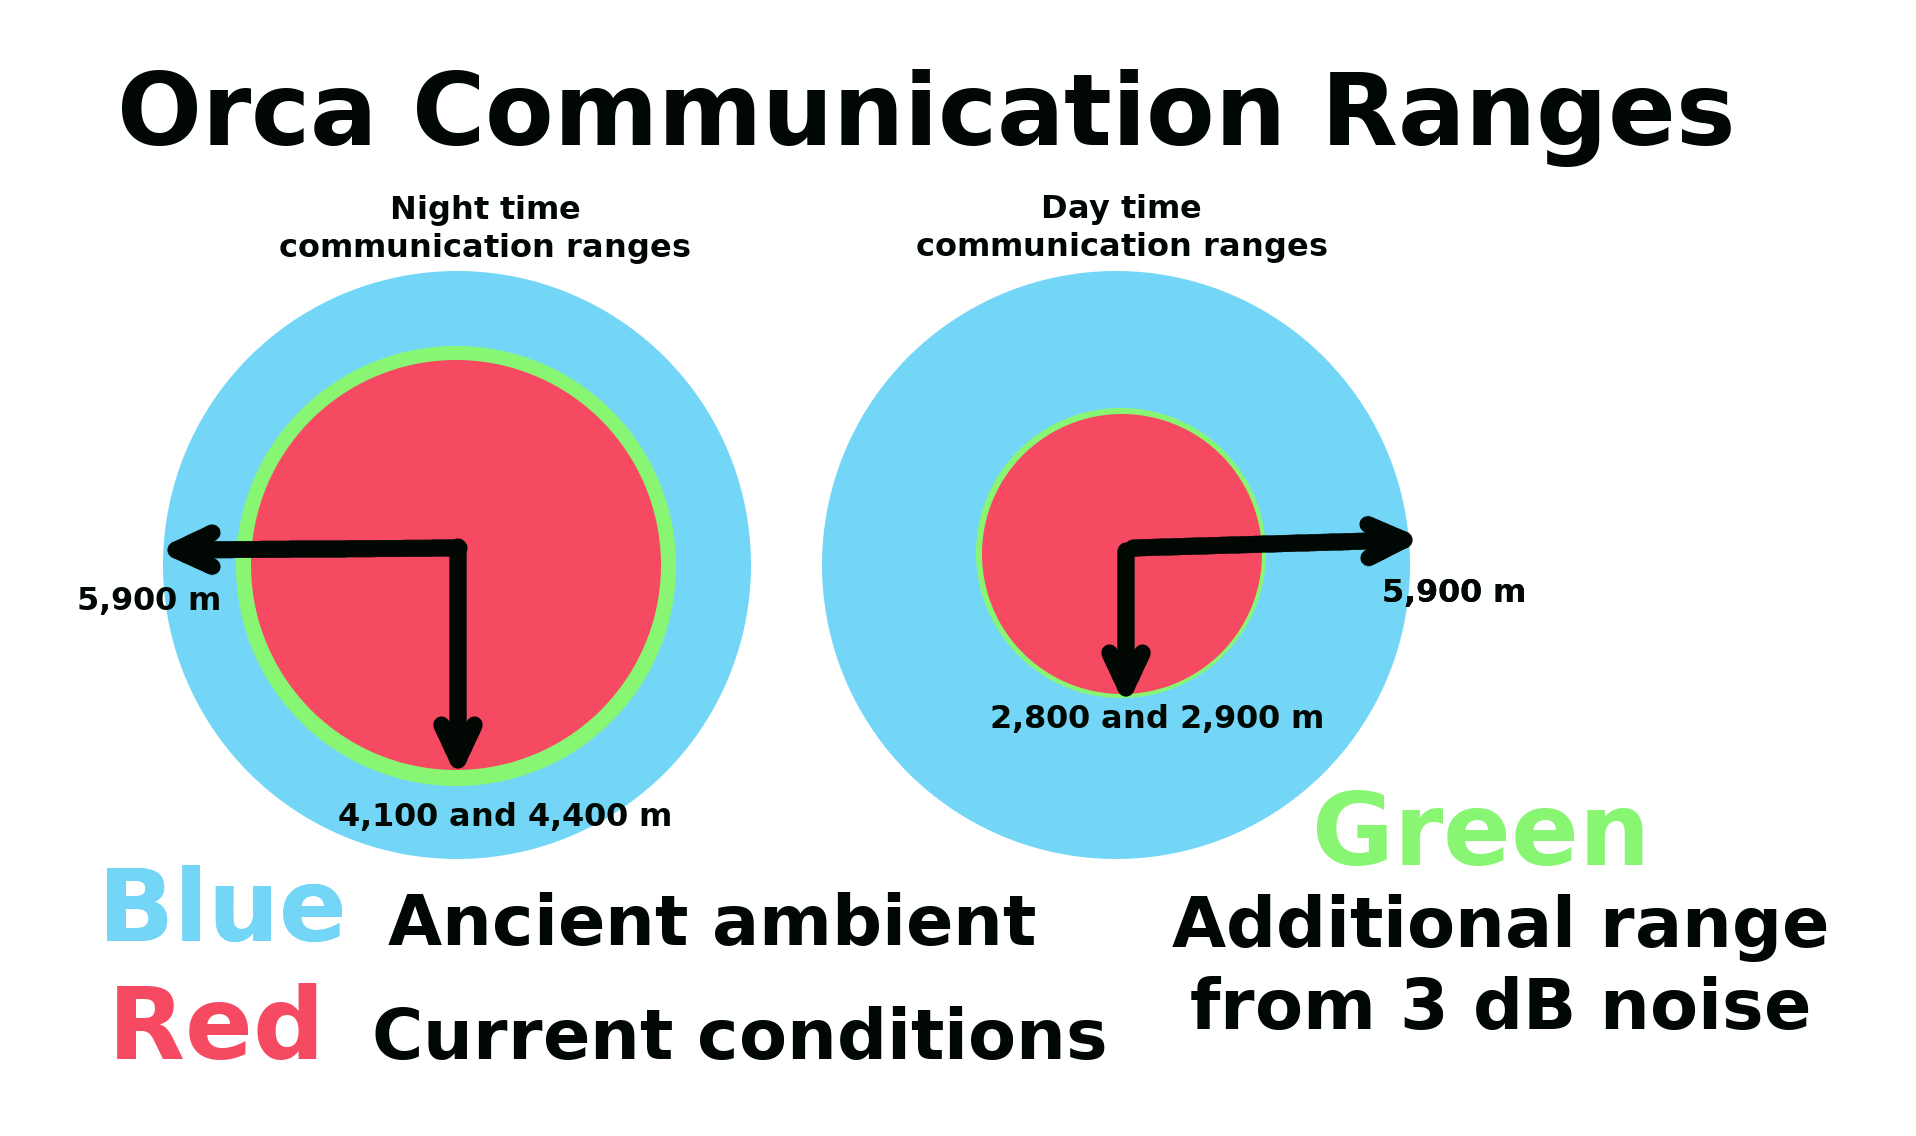 Orca Communication Ranges
Night time
communication ranges
Day time
communication ranges
5,900 m
5,900 m
2,800 and 2,900 m
4,100 and 4,400 m
Green
Blue Ancient ambient
Additional range
from 3 dB noise
Red Current conditions